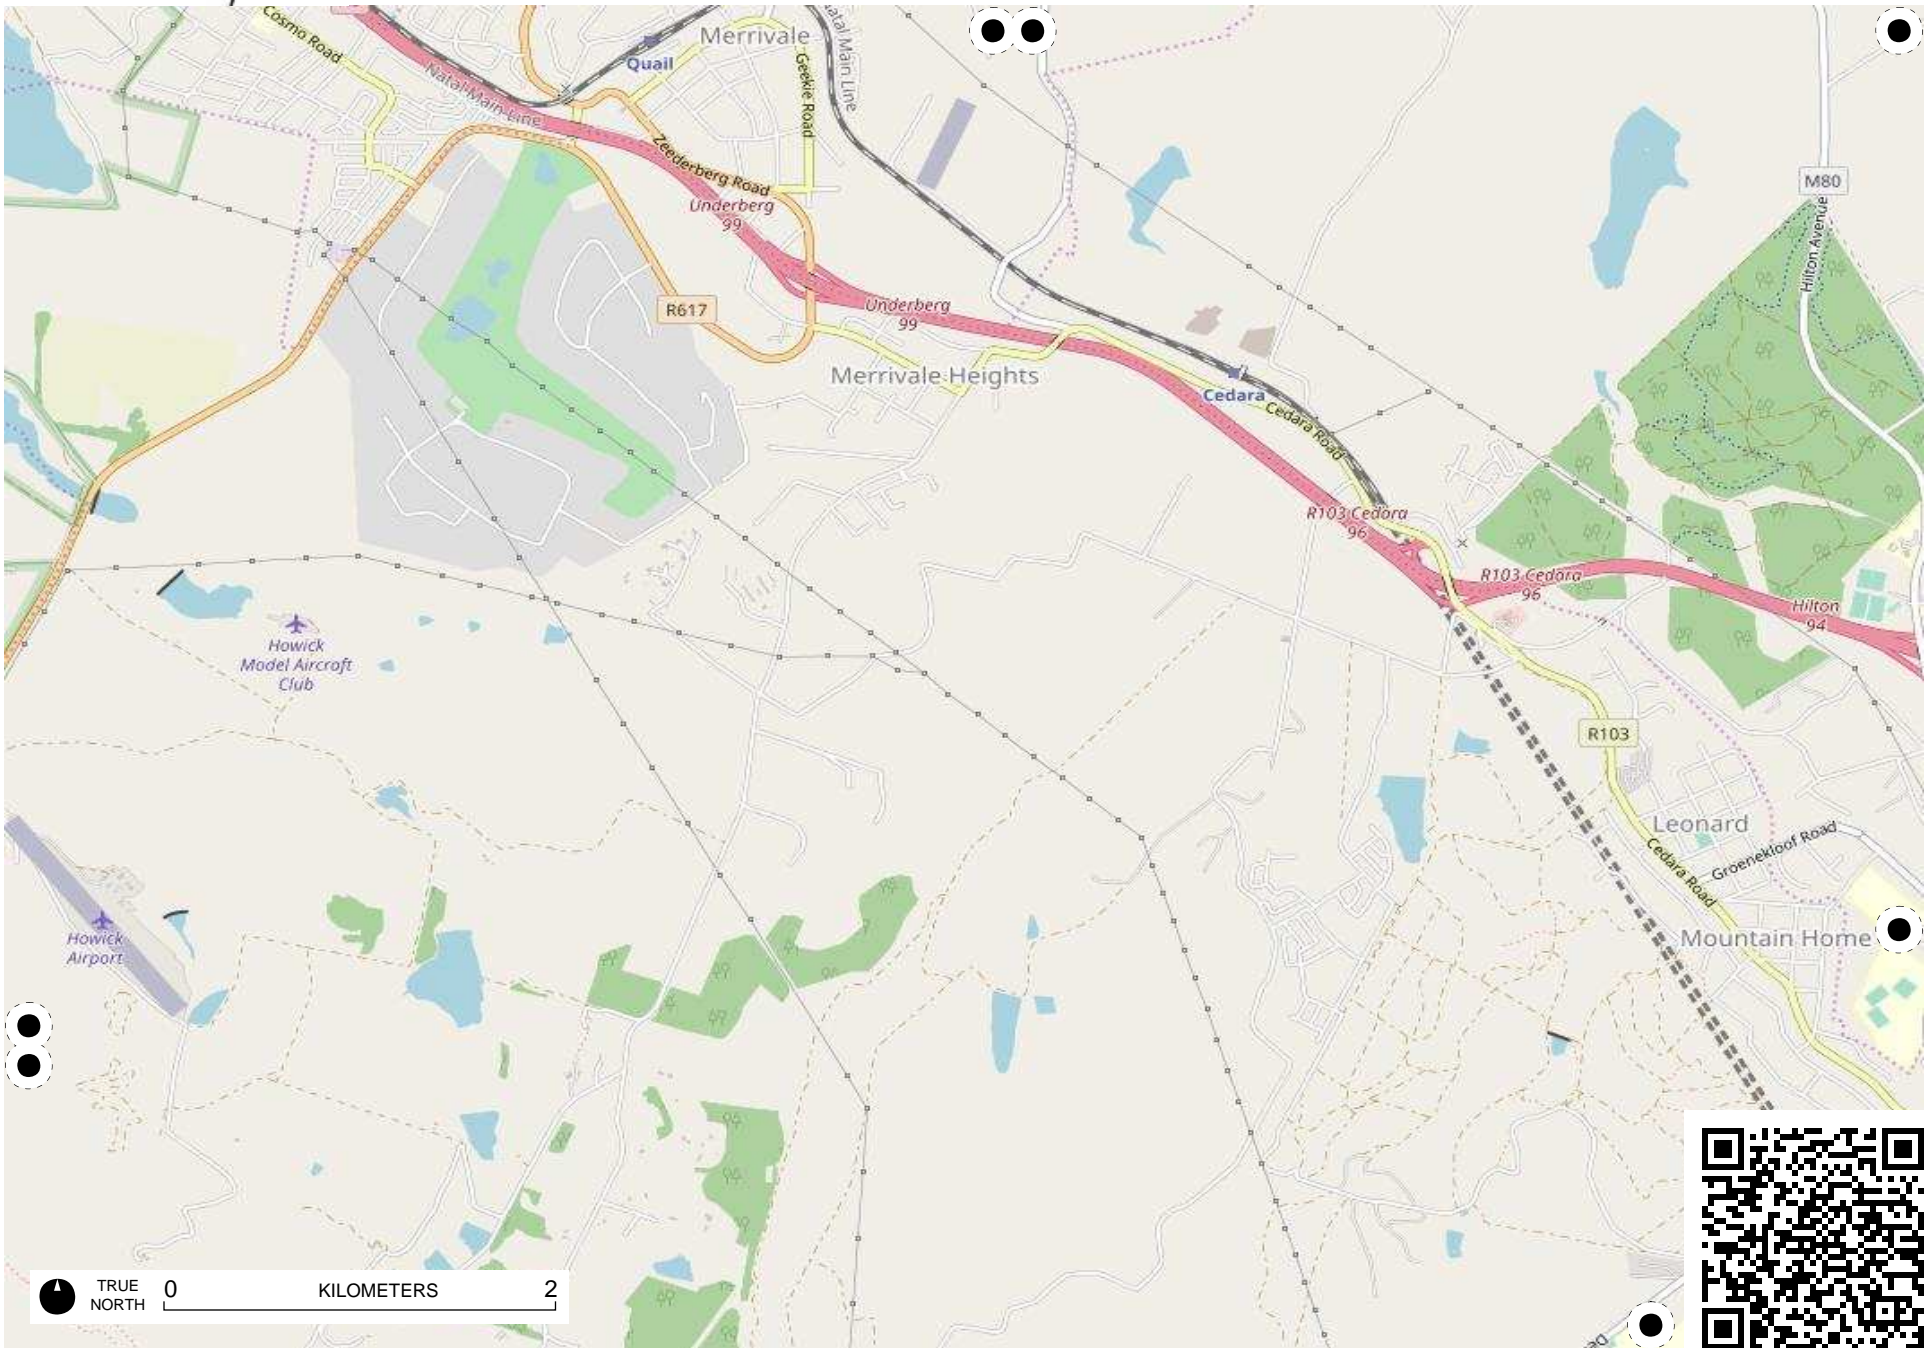 Cosmo Road
Merrivale
Quail
Natal Main Line
Natal Main Line
Geekie Road
Zeederberg Road
Underberg
99
M80
Hilton Avenue
R617
Underberg
99
Merrivale Heights
Cedara
Cedara Road
R103 Cedara
96
R103 Cedara
96
Hilton
94
Howick
Model Aircraft
Club
R103
Leonard
Groenekloof Road
Cedara Road
Howick
Airport
Mountain Home
TRUE
NORTH
0 KILOMETERS 2